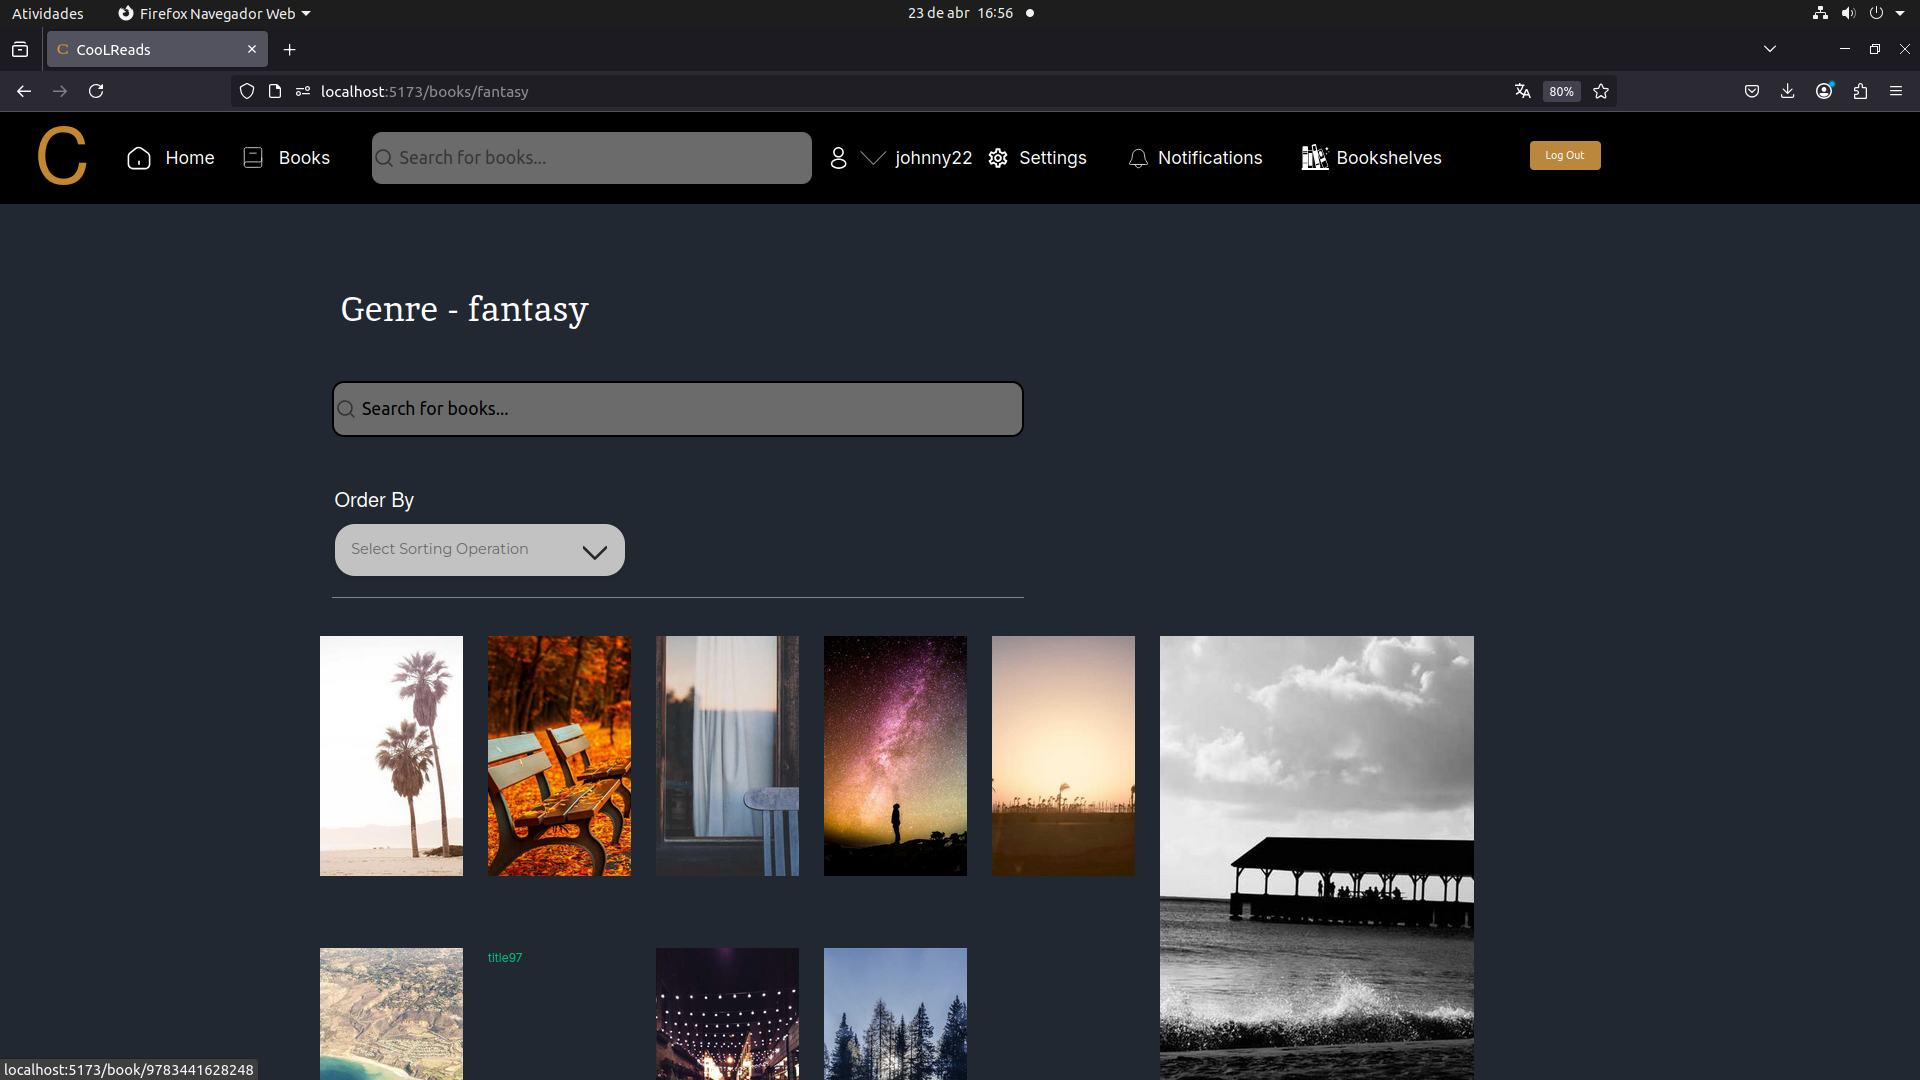 Atividades
Firefox Navegador Web
23 de abr 16:56
C CooLReads
localhost:5173/books/fantasy
80%
C
Home
Books
Search for books...
johnny22
Settings
Notifications
Bookshelves
Log Out
Genre - fantasy
Search for books...
Order By
Select Sorting Operation
title97
localhost:5173/book/9783441628248